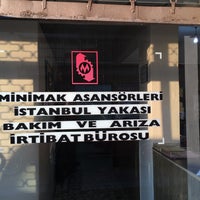 M
MİNİMAK ASANSÖRLERİ
İSTANBUL YAKASI
BAKIM VE ARIZA
İRTİBAT BÜROSU